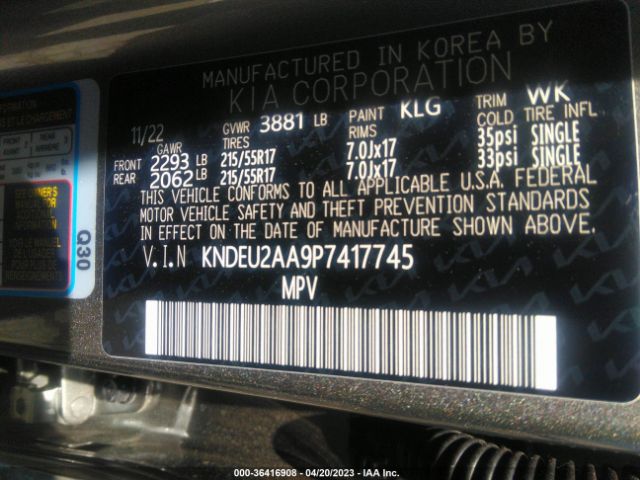 MANUFACTURED IN KOREA BY
KIA CORPORATION
11/22 GVWR 3881 LB PAINT KLG TRIM WK
GAWR TIRES RIMS COLD TIRE INFL.
FRONT 2293 LB 215/55R17 7.0Jx17 35psi SINGLE
REAR 2062 LB 215/55R17 7.0Jx17 33psi SINGLE
THIS VEHICLE CONFORMS TO ALL APPLICABLE U.S.A. FEDERAL
MOTOR VEHICLE SAFETY AND THEFT PREVENTION STANDARDS
IN EFFECT ON THE DATE OF MANUFACTURE SHOWN ABOVE.
V.I.N KNDEU2AA9P7417745
MPV
Q30
000-36416908 - 04/20/2023 - IAA Inc.